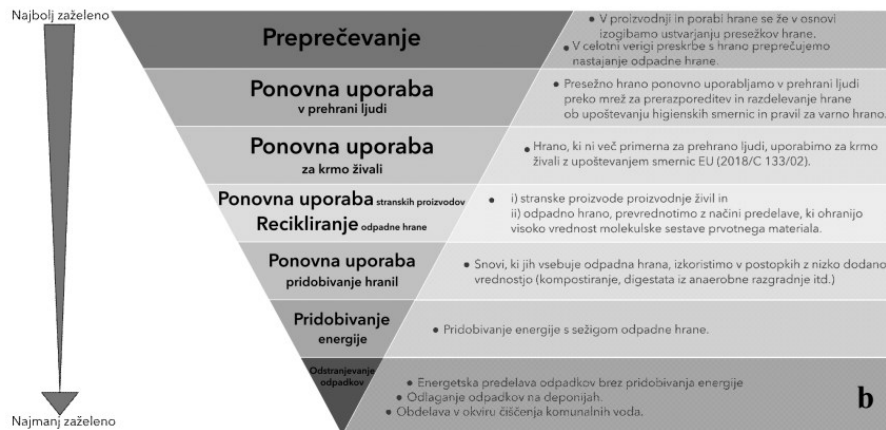 Najbolj zaželeno
Preprečevanje
● V proizvodnji in porabi hrane se že v osnovi
izogibamo ustvarjanju presežkov hrane.
● V celotni verigi preskrbe s hrano preprečujemo
nastajanje odpadne hrane.
Ponovna uporaba
v prehrani ljudi
● Presežno hrano ponovno uporabljamo v prehrani ljudi
preko mrež za prerazporeditev in razdelevanje hrane
ob upoštevanju higienskih smernic in pravil za varno hrano.
Ponovna uporaba
za krmo živali
● Hrano, ki ni več primerna za prehrano ljudi, uporabimo za krmo
živali z upoštevanjem smernic EU (2018/C 133/02).
Ponovna uporaba stranskih proizvodov
Recikliranje odpadne hrane
● i) stranske proizvode proizvodnje živil in
ii) odpadno hrano, prevrednotimo z načini predelave, ki ohranijo
visoko vrednost molekulske sestave prvotnega materiala.
Ponovna uporaba
pridobivanje hranil
● Snovi, ki jih vsebuje odpadna hrana, izkoristimo v postopkih z nizko dodano
vrednostjo (kompostiranje, digestata iz anaerobne razgradnje itd.)
Pridobivanje
energije
● Pridobivanje energije s sežigom odpadne hrane.
Odstranjevanje
odpadkov
● Energetska predelava odpadkov brez pridobivanja energije
● Odlaganje odpadkov na deponijah.
● Obdelava v okviru čiščenja komunalnih voda.
b
Najmanj zaželeno